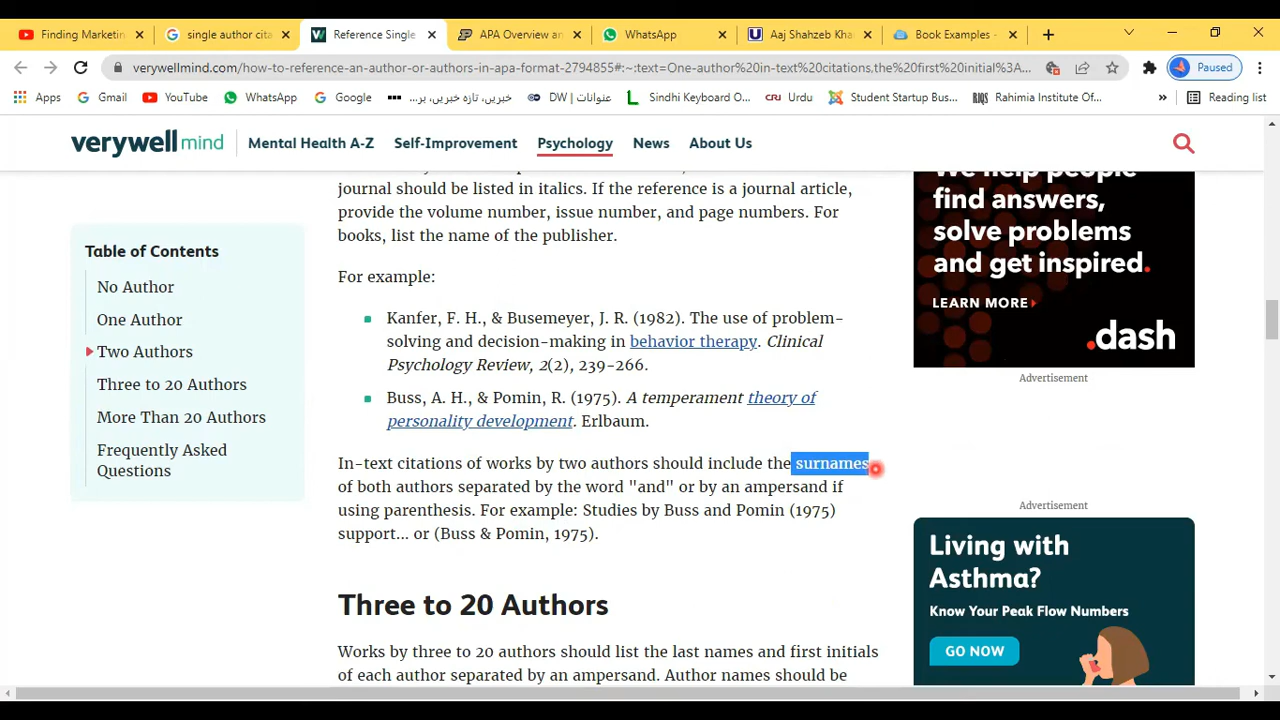 Finding Marketin
single author cita
Reference Single
APA Overview an
WhatsApp
Aaj Shahzeb Kha
Book Examples -
verywellmind.com/how-to-reference-an-author-or-authors-in-apa-format-2794855#:~:text=One-author%20in-text%20citations,the%20first%20initial%3A...
Paused
Apps
Gmail
YouTube
WhatsApp
Google
خبریں، تازہ خبریں، بر...
DW | عنوانات
Sindhi Keyboard O...
CRJ Urdu
Student Startup Bus...
RIQS Rahimia Institute Of...
»
Reading list
verywell mind
Mental Health A-Z
Self-Improvement
Psychology
News
About Us
journal should be listed in italics. If the reference is a journal article,
provide the volume number, issue number, and page numbers. For
books, list the name of the publisher.
For example:
Kanfer, F. H., & Busemeyer, J. R. (1982). The use of problem-
solving and decision-making in behavior therapy. Clinical
Psychology Review, 2(2), 239-266.
Buss, A. H., & Pomin, R. (1975). A temperament theory of
personality development. Erlbaum.
In-text citations of works by two authors should include the surnames
of both authors separated by the word "and" or by an ampersand if
using parenthesis. For example: Studies by Buss and Pomin (1975)
support... or (Buss & Pomin, 1975).
Three to 20 Authors
Works by three to 20 authors should list the last names and first initials
of each author separated by an ampersand. Author names should be
Table of Contents
No Author
One Author
Two Authors
Three to 20 Authors
More Than 20 Authors
Frequently Asked
Questions
We help people
find answers,
solve problems
and get inspired.
LEARN MORE
.dash
Advertisement
Advertisement
Living with
Asthma?
Know Your Peak Flow Numbers
GO NOW